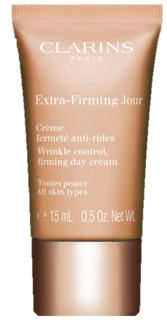 CLARINS
PARIS
Extra-Firming Jour
Crème
fermeté anti-rides
Wrinkle control,
firming day cream
Toutes peaux
All skin types
℮ 15 mL 0.5 Oz. Net Wt.